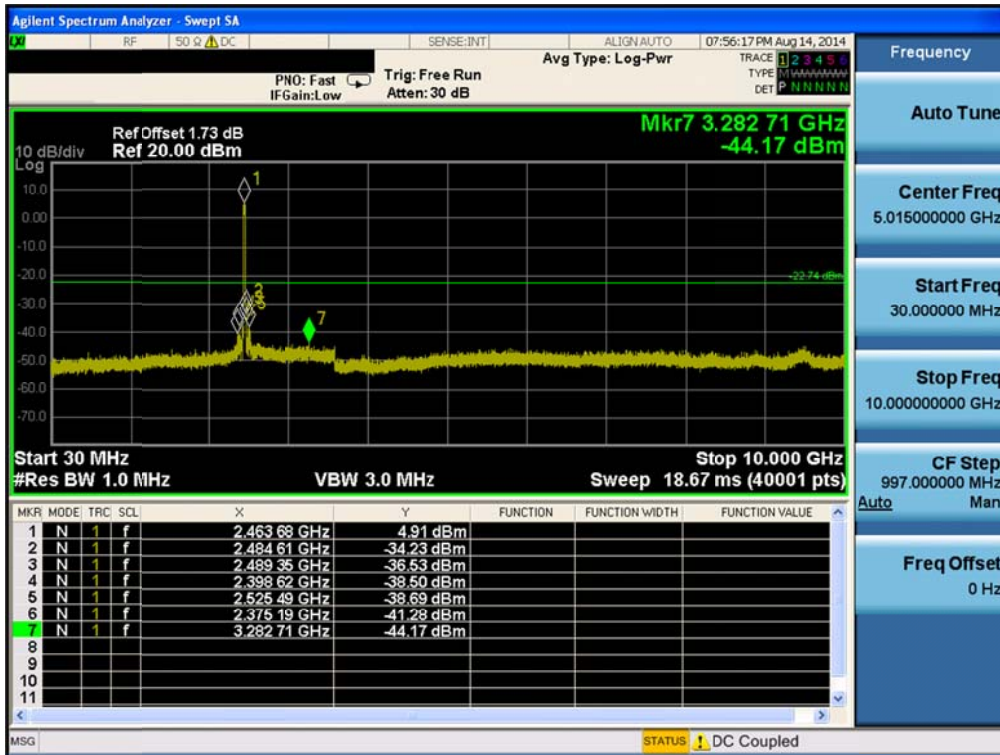 Agilent Spectrum Analyzer - Swept SA
LXI RF 50 Ω DC SENSE:INT ALIGN AUTO 07:56:17 PM Aug 14, 2014
PNO: Fast
IFGain:Low
Trig: Free Run
Atten: 30 dB
Avg Type: Log-Pwr
TRACE 1 2 3 4 5 6
TYPE M
DET P N N N N N
Mkr7 3.282 71 GHz
-44.17 dBm
Ref Offset 1.73 dB
10 dB/div Ref 20.00 dBm
Log
10.0
0.00
-10.0
-20.0
-30.0
-40.0
-50.0
-60.0
-70.0
1
2
7
-22.74 dBm
Start 30 MHz Stop 10.000 GHz
#Res BW 1.0 MHz VBW 3.0 MHz Sweep 18.67 ms (40001 pts)
MKR MODE TRC SCL X Y FUNCTION FUNCTION WIDTH FUNCTION VALUE
1 N 1 f 2.463 68 GHz 4.91 dBm
2 N 1 f 2.484 61 GHz -34.23 dBm
3 N 1 f 2.489 35 GHz -36.53 dBm
4 N 1 f 2.398 62 GHz -38.50 dBm
5 N 1 f 2.525 49 GHz -38.69 dBm
6 N 1 f 2.375 19 GHz -41.28 dBm
7 N 1 f 3.282 71 GHz -44.17 dBm
8
9
10
11
MSG STATUS DC Coupled
Frequency
Auto Tune
Center Freq
5.015000000 GHz
Start Freq
30.000000 MHz
Stop Freq
10.000000000 GHz
CF Step
997.000000 MHz
Auto Man
Freq Offset
0 Hz